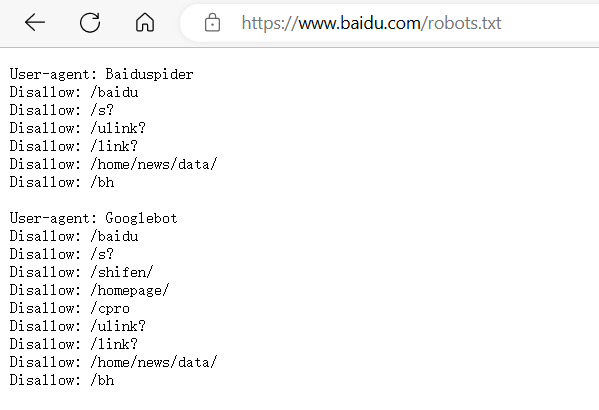 https://www.baidu.com/robots.txt
User-agent: Baiduspider
Disallow: /baidu
Disallow: /s?
Disallow: /ulink?
Disallow: /link?
Disallow: /home/news/data/
Disallow: /bh
User-agent: Googlebot
Disallow: /baidu
Disallow: /s?
Disallow: /shifen/
Disallow: /homepage/
Disallow: /cpro
Disallow: /ulink?
Disallow: /link?
Disallow: /home/news/data/
Disallow: /bh